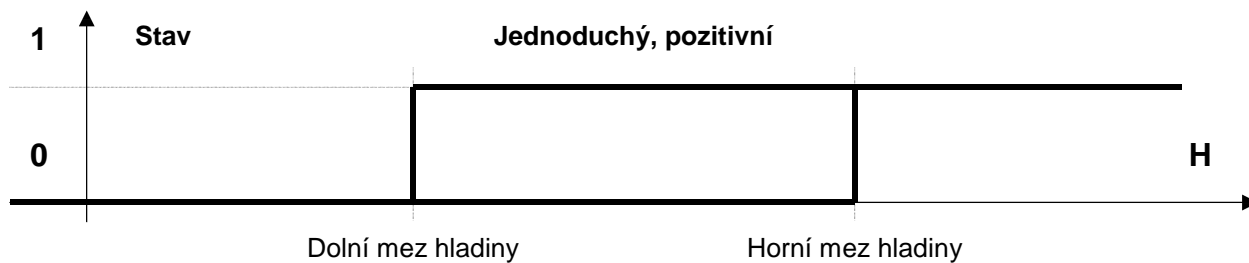 1 Stav Jednoduchý, pozitivní
0 H
Dolní mez hladiny Horní mez hladiny